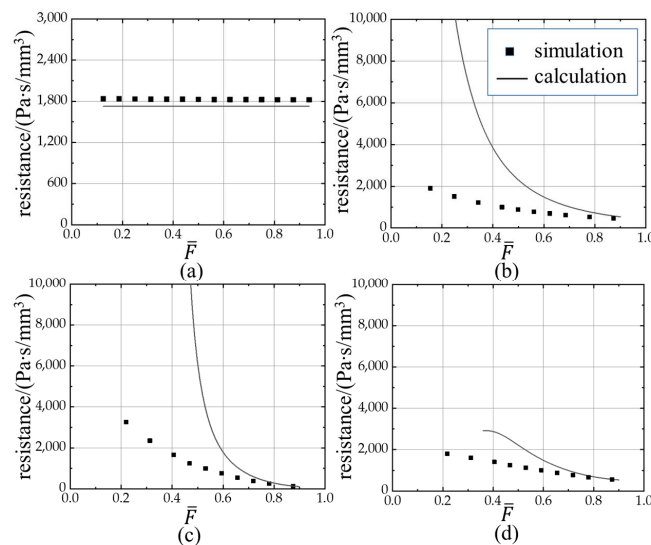 resistance/(Pa·s/mm³)
3,000
2,400
1,800
1,200
600
0
0.0 0.2 0.4 0.6 0.8 1.0
F̅
(a)
resistance/(Pa·s/mm³)
10,000
8,000
6,000
4,000
2,000
0
0.0 0.2 0.4 0.6 0.8 1.0
simulation
calculation
F̅
(b)
resistance/(Pa·s/mm³)
10,000
8,000
6,000
4,000
2,000
0
0.0 0.2 0.4 0.6 0.8 1.0
F̅
(c)
resistance/(Pa·s/mm³)
10,000
8,000
6,000
4,000
2,000
0
0.0 0.2 0.4 0.6 0.8 1.0
F̅
(d)